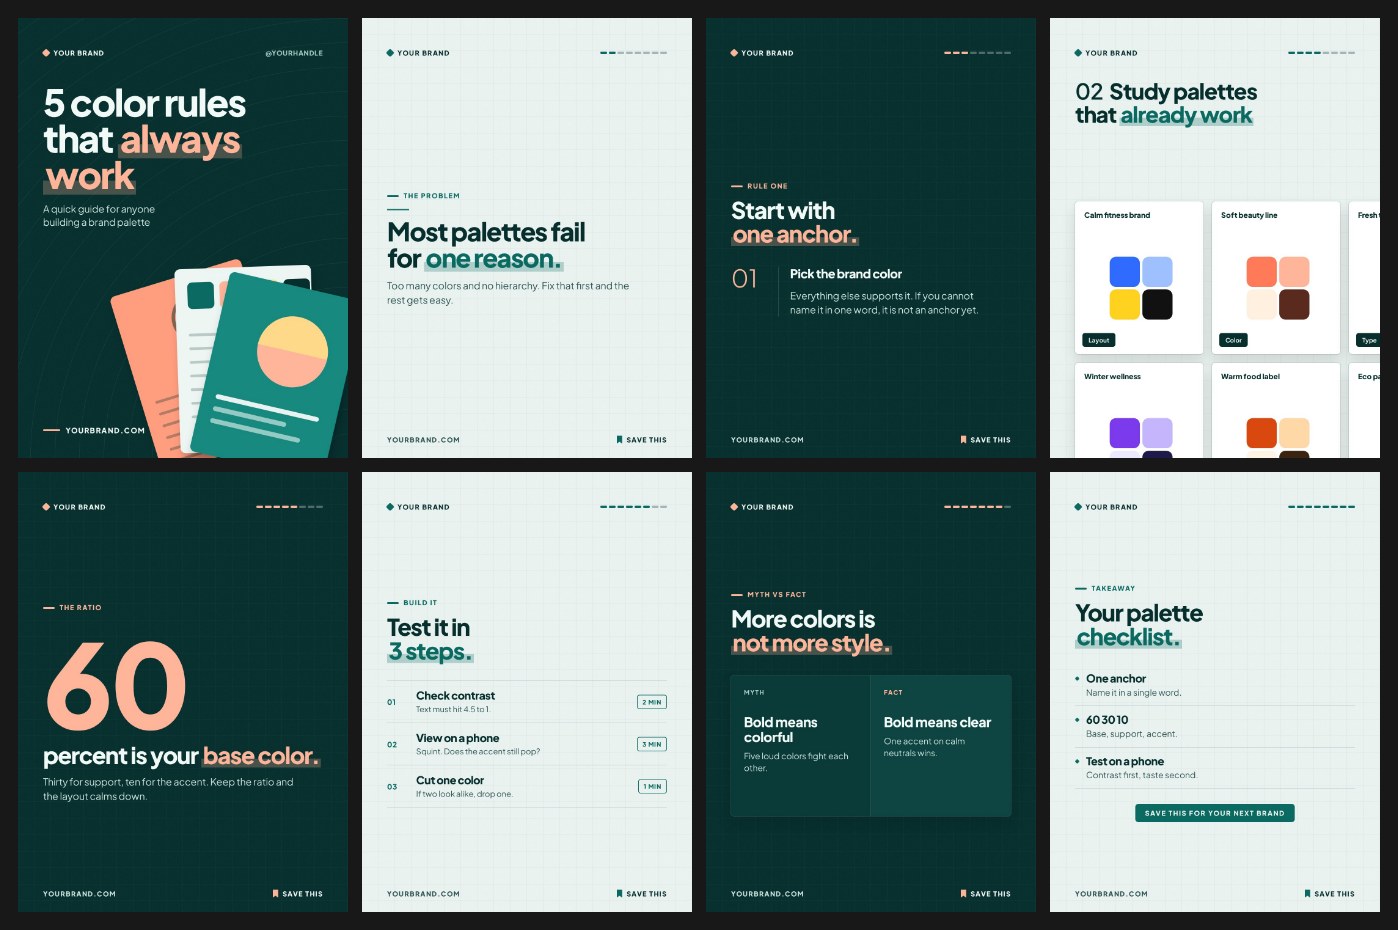 YOUR BRAND
@YOURHANDLE
5 color rules
that always
work
A quick guide for anyone
building a brand palette
YOURBRAND.COM
YOUR BRAND
THE PROBLEM
Most palettes fail
for one reason.
Too many colors and no hierarchy. Fix that first and the
rest gets easy.
YOURBRAND.COM
SAVE THIS
YOUR BRAND
RULE ONE
Start with
one anchor.
01
Pick the brand color
Everything else supports it. If you cannot
name it in one word, it is not an anchor yet.
YOURBRAND.COM
SAVE THIS
YOUR BRAND
02 Study palettes
that already work
Calm fitness brand
Soft beauty line
Layout
Color
Type
Winter wellness
Warm food label
YOUR BRAND
THE RATIO
60
percent is your base color.
Thirty for support, ten for the accent. Keep the ratio and
the layout calms down.
YOURBRAND.COM
SAVE THIS
YOUR BRAND
BUILD IT
Test it in
3 steps.
01
Check contrast
Text must hit 4.5 to 1.
2 MIN
02
View on a phone
Squint. Does the accent still pop?
3 MIN
03
Cut one color
If two look alike, drop one.
1 MIN
YOURBRAND.COM
SAVE THIS
YOUR BRAND
MYTH VS FACT
More colors is
not more style.
MYTH
Bold means
colorful
Five loud colors fight each
other.
FACT
Bold means clear
One accent on calm
neutrals wins.
YOURBRAND.COM
SAVE THIS
YOUR BRAND
TAKEAWAY
Your palette
checklist.
One anchor
Name it in a single word.
60 30 10
Base, support, accent.
Test on a phone
Contrast first, taste second.
SAVE THIS FOR YOUR NEXT BRAND
YOURBRAND.COM
SAVE THIS